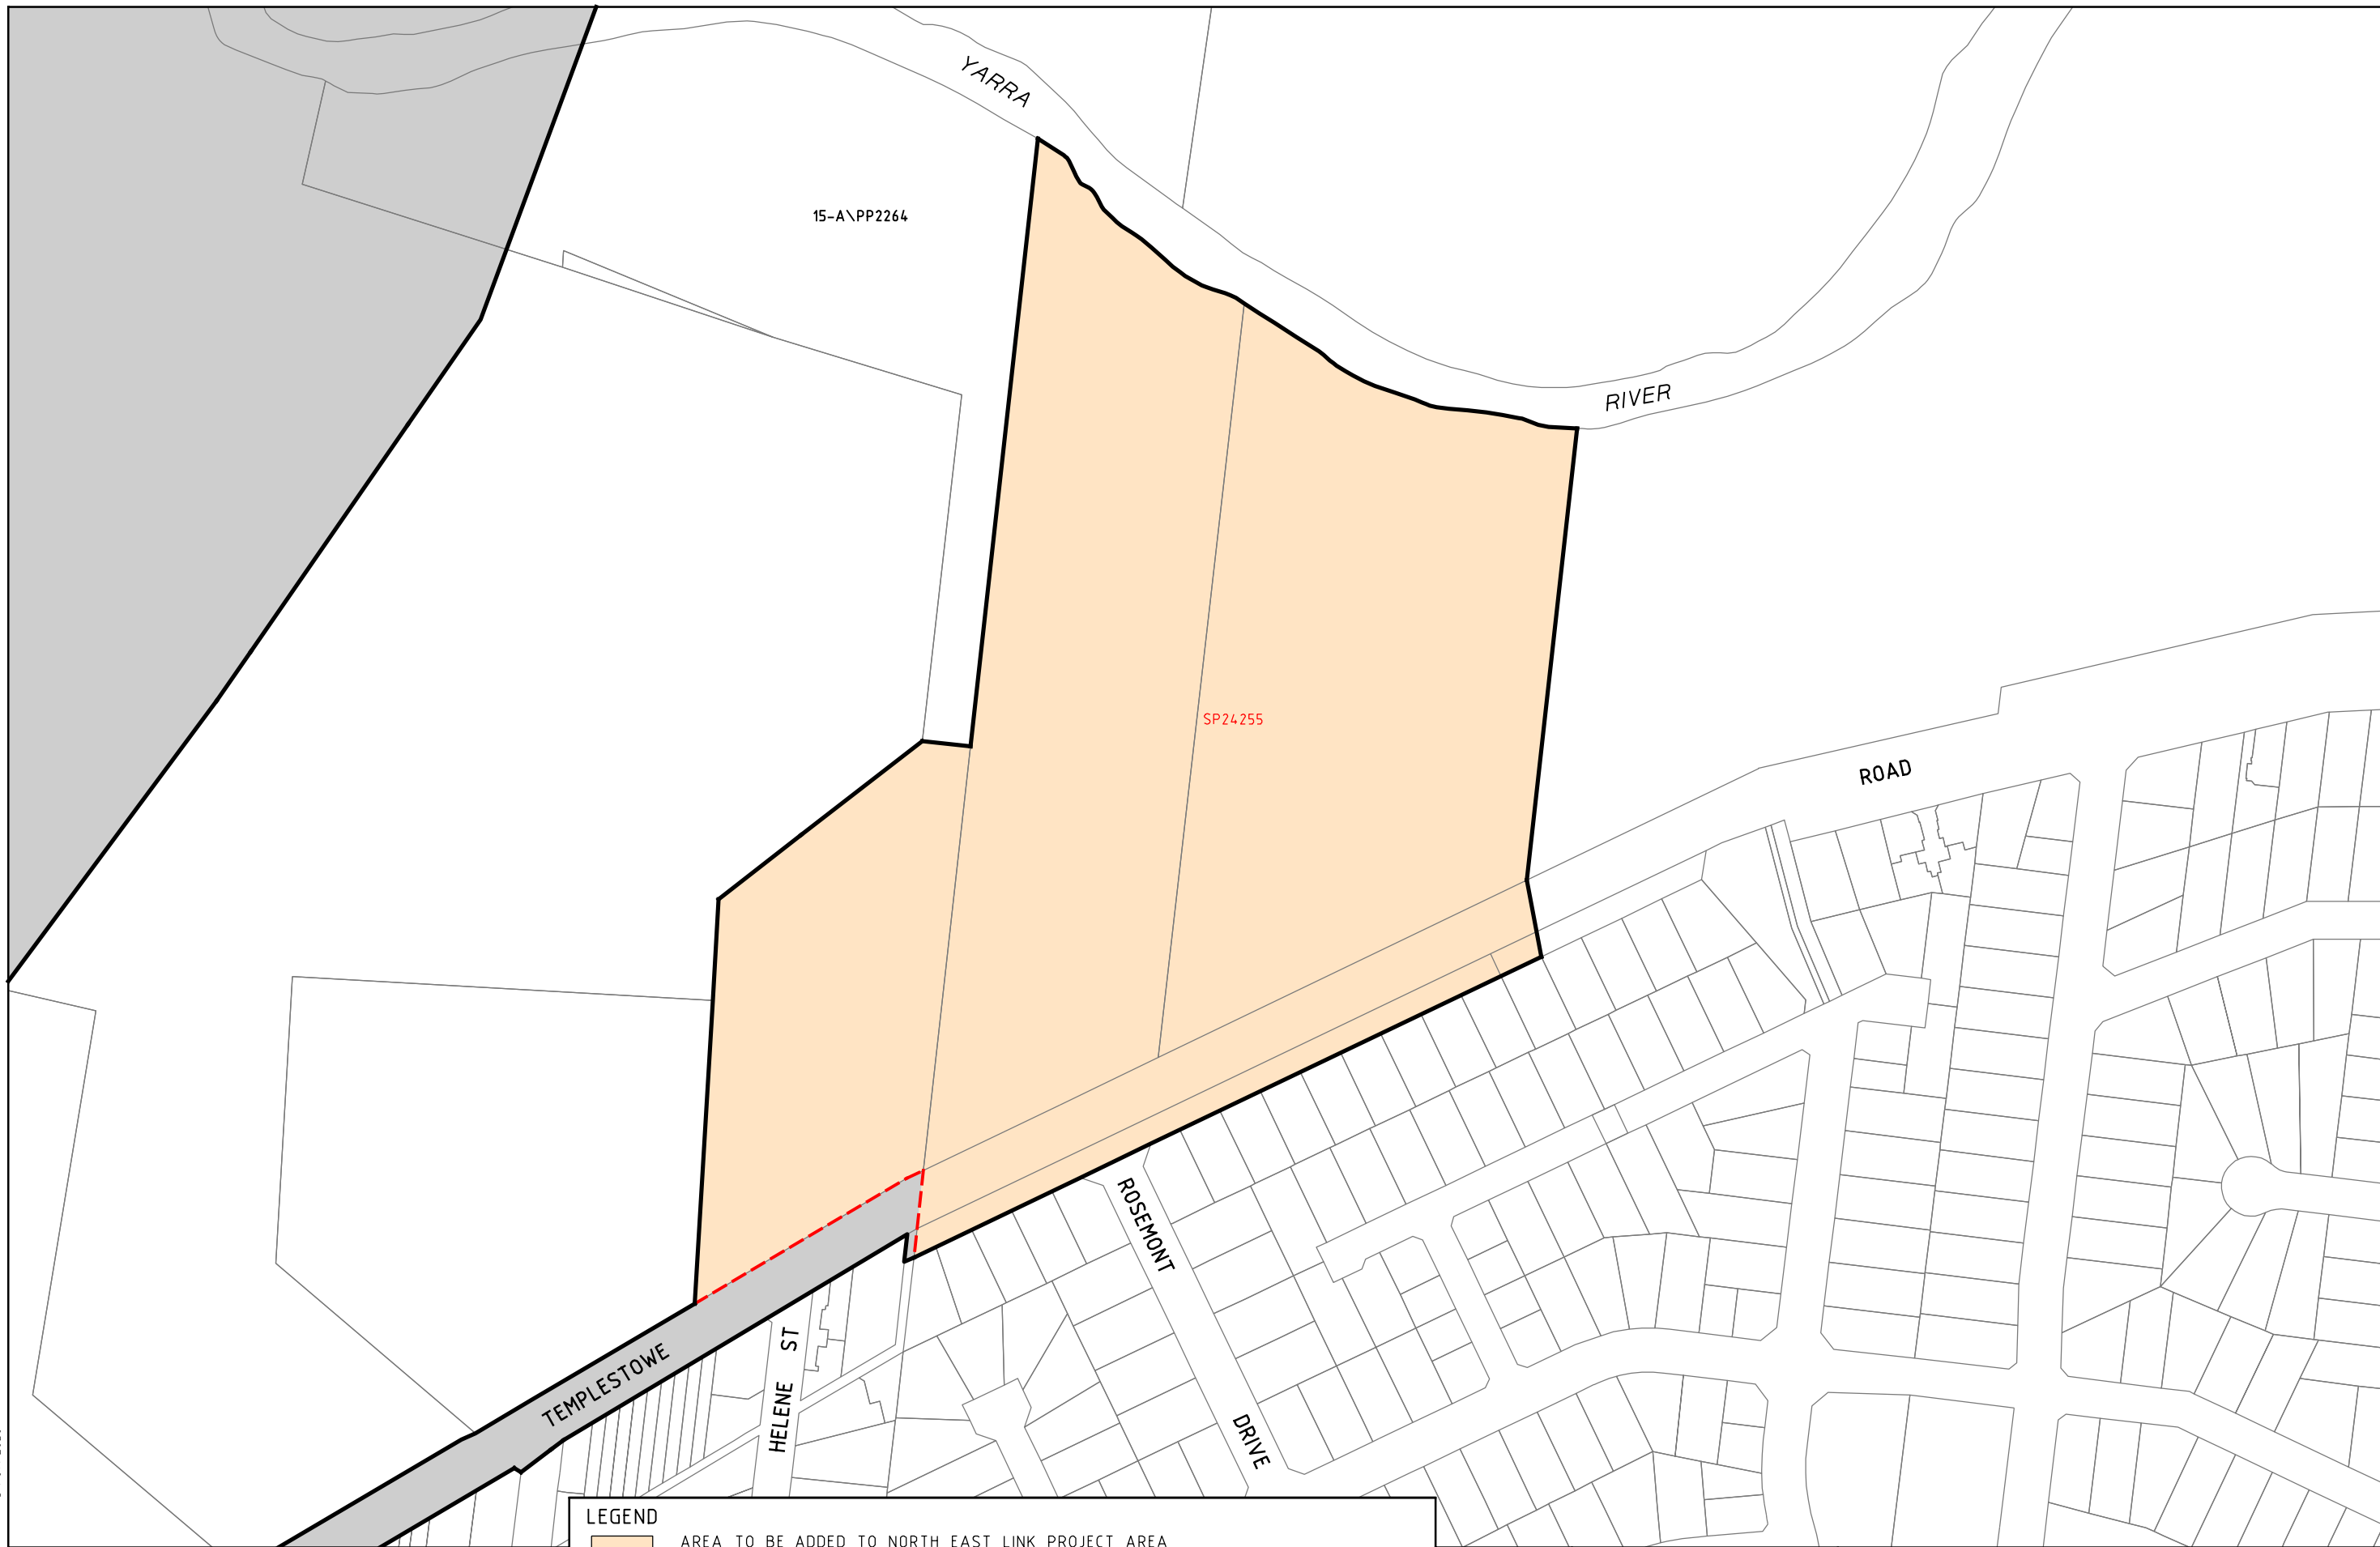 YARRA
15-A\PP2264
RIVER
SP24255
ROAD
ROSEMONT
HELENE ST
TEMPLESTOWE
DRIVE
LEGEND
AREA TO BE ADDED TO NORTH EAST LINK PROJECT AREA